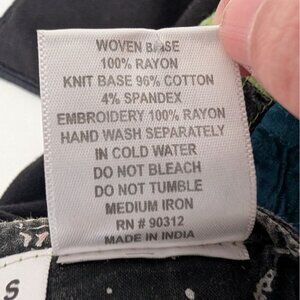 WOVEN BASE
100% RAYON
KNIT BASE 96% COTTON
4% SPANDEX
EMBROIDERY 100% RAYON
HAND WASH SEPARATELY
IN COLD WATER
DO NOT BLEACH
DO NOT TUMBLE
MEDIUM IRON
RN # 90312
MADE IN INDIA
S